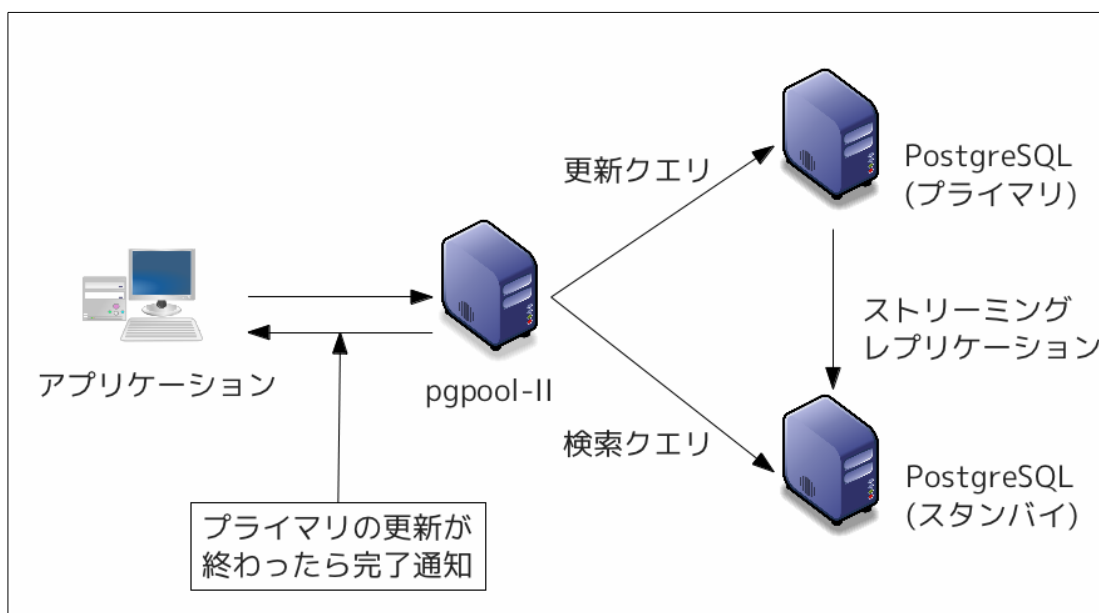 更新クエリ
PostgreSQL
(プライマリ)
ストリーミング
レプリケーション
アプリケーション
pgpool-II
検索クエリ
PostgreSQL
(スタンバイ)
プライマリの更新が
終わったら完了通知